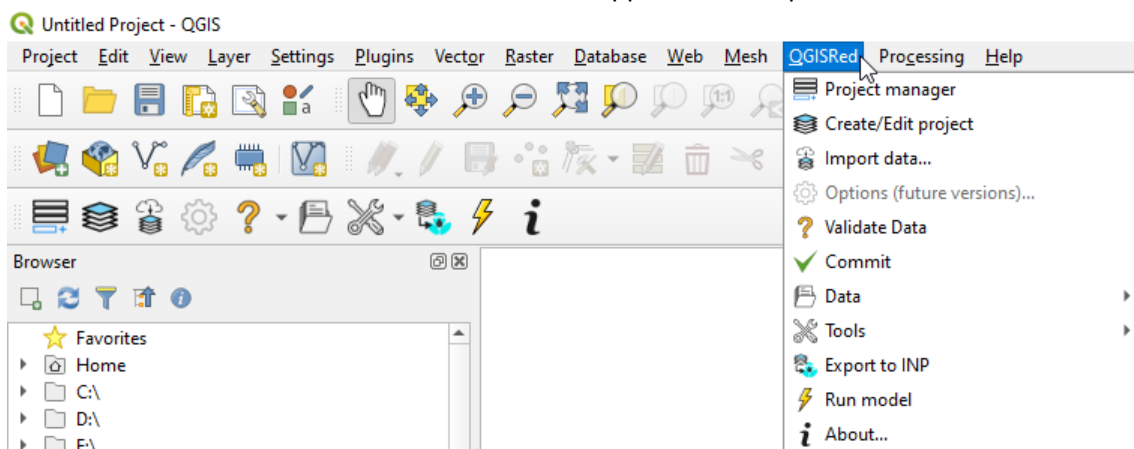 Untitled Project - QGIS
Project Edit View Layer Settings Plugins Vector Raster Database Web Mesh QGISRed Processing Help
Project manager
Create/Edit project
Import data...
Options (future versions)...
Validate Data
Commit
Data
Tools
Export to INP
Run model
About...
a
1:1
Browser
Favorites
Home
C:\
D:\